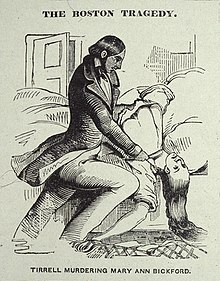 THE BOSTON TRAGEDY.
TIRRELL MURDERING MARY ANN BICKFORD.